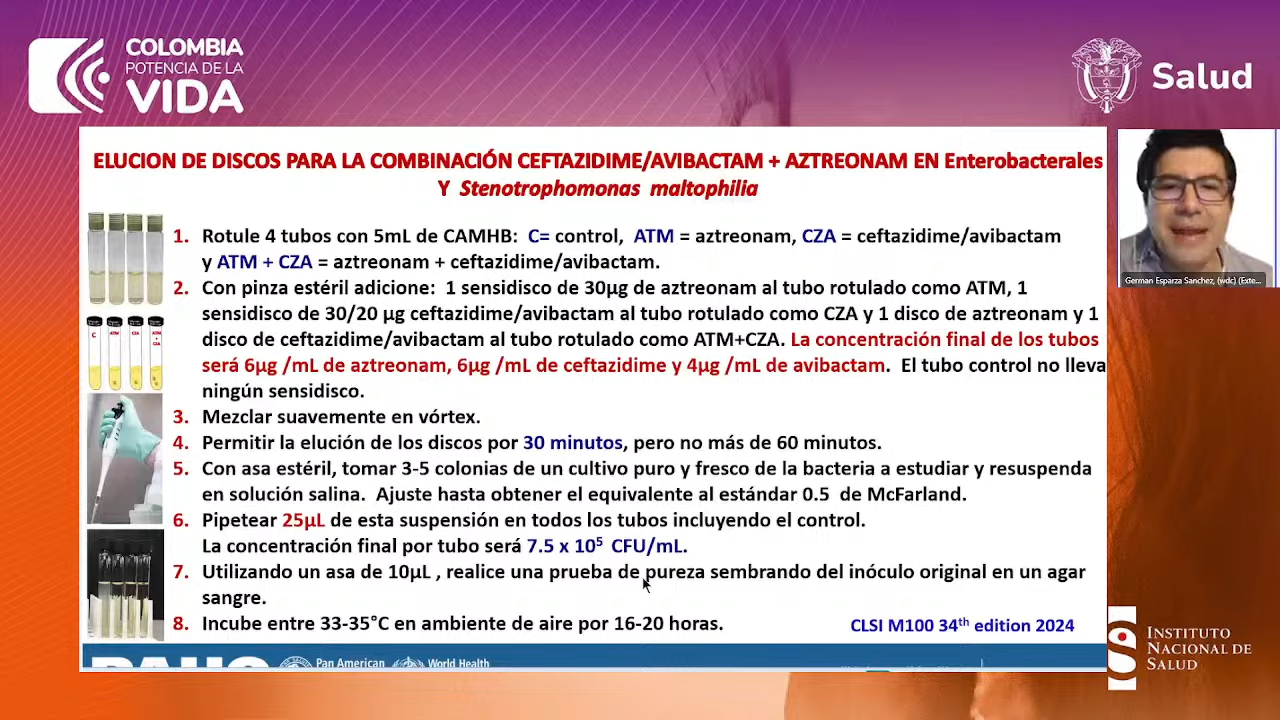 COLOMBIA
POTENCIA DE LA
VIDA
Salud
ELUCION DE DISCOS PARA LA COMBINACIÓN CEFTAZIDIME/AVIBACTAM + AZTREONAM EN Enterobacterales
Y Stenotrophomonas maltophilia
1. Rotule 4 tubos con 5mL de CAMHB: C= control, ATM = aztreonam, CZA = ceftazidime/avibactam
y ATM + CZA = aztreonam + ceftazidime/avibactam.
2. Con pinza estéril adicione: 1 sensidisco de 30µg de aztreonam al tubo rotulado como ATM, 1
sensidisco de 30/20 µg ceftazidime/avibactam al tubo rotulado como CZA y 1 disco de aztreonam y 1
disco de ceftazidime/avibactam al tubo rotulado como ATM+CZA. La concentración final de los tubos
será 6µg /mL de aztreonam, 6µg /mL de ceftazidime y 4µg /mL de avibactam. El tubo control no lleva
ningún sensidisco.
3. Mezclar suavemente en vórtex.
4. Permitir la elución de los discos por 30 minutos, pero no más de 60 minutos.
5. Con asa estéril, tomar 3-5 colonias de un cultivo puro y fresco de la bacteria a estudiar y resuspenda
en solución salina. Ajuste hasta obtener el equivalente al estándar 0.5 de McFarland.
6. Pipetear 25µL de esta suspensión en todos los tubos incluyendo el control.
La concentración final por tubo será 7.5 x 10⁵ CFU/mL.
7. Utilizando un asa de 10µL , realice una prueba de pureza sembrando del inóculo original en un agar
sangre.
8. Incube entre 33-35°C en ambiente de aire por 16-20 horas.
CLSI M100 34th edition 2024
C ATM CZA ATM + CZA
German Esparza Sanchez, (wdc) (Exte...
PAHO
Pan American
World Health
INSTITUTO
NACIONAL DE
SALUD